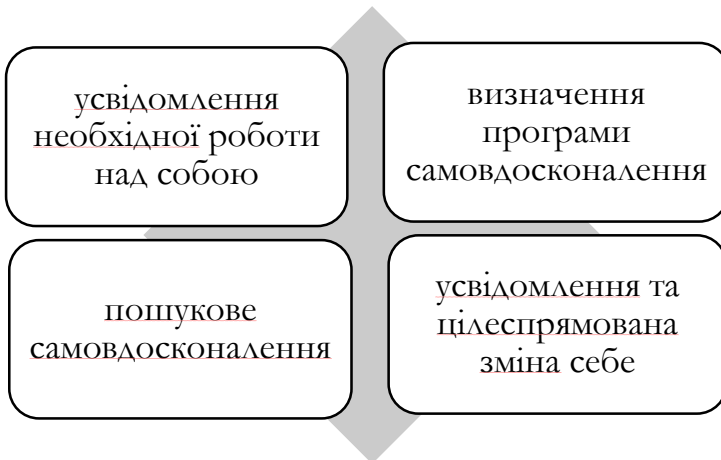 усвідомлення
необхідної роботи
над собою
визначення
програми
самовдосконалення
пошукове
самовдосконалення
усвідомлення та
цілеспрямована
зміна себе